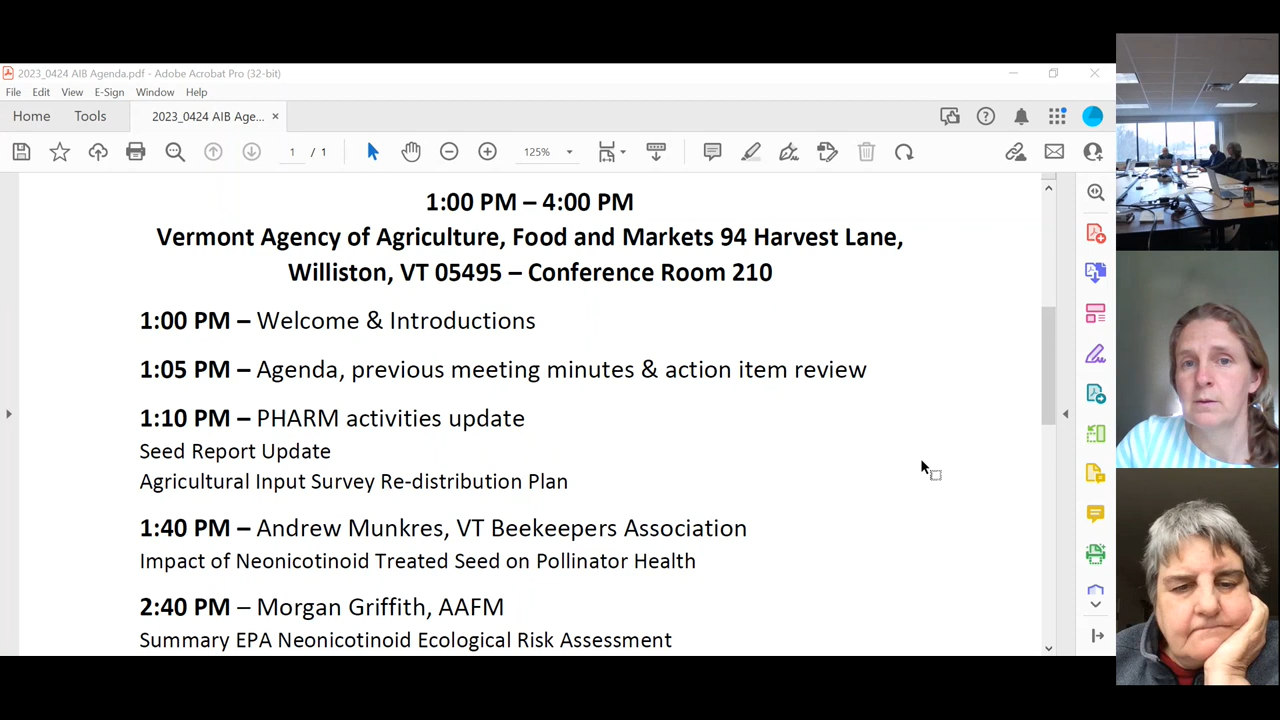 2023_0424 AIB Agenda.pdf - Adobe Acrobat Pro (32-bit)
File Edit View E-Sign Window Help
Home Tools 2023_0424 AIB Age... ×
1 / 1 125%
1:00 PM – 4:00 PM
Vermont Agency of Agriculture, Food and Markets 94 Harvest Lane,
Williston, VT 05495 – Conference Room 210
1:00 PM – Welcome & Introductions
1:05 PM – Agenda, previous meeting minutes & action item review
1:10 PM – PHARM activities update
Seed Report Update
Agricultural Input Survey Re-distribution Plan
1:40 PM – Andrew Munkres, VT Beekeepers Association
Impact of Neonicotinoid Treated Seed on Pollinator Health
2:40 PM – Morgan Griffith, AAFM
Summary EPA Neonicotinoid Ecological Risk Assessment